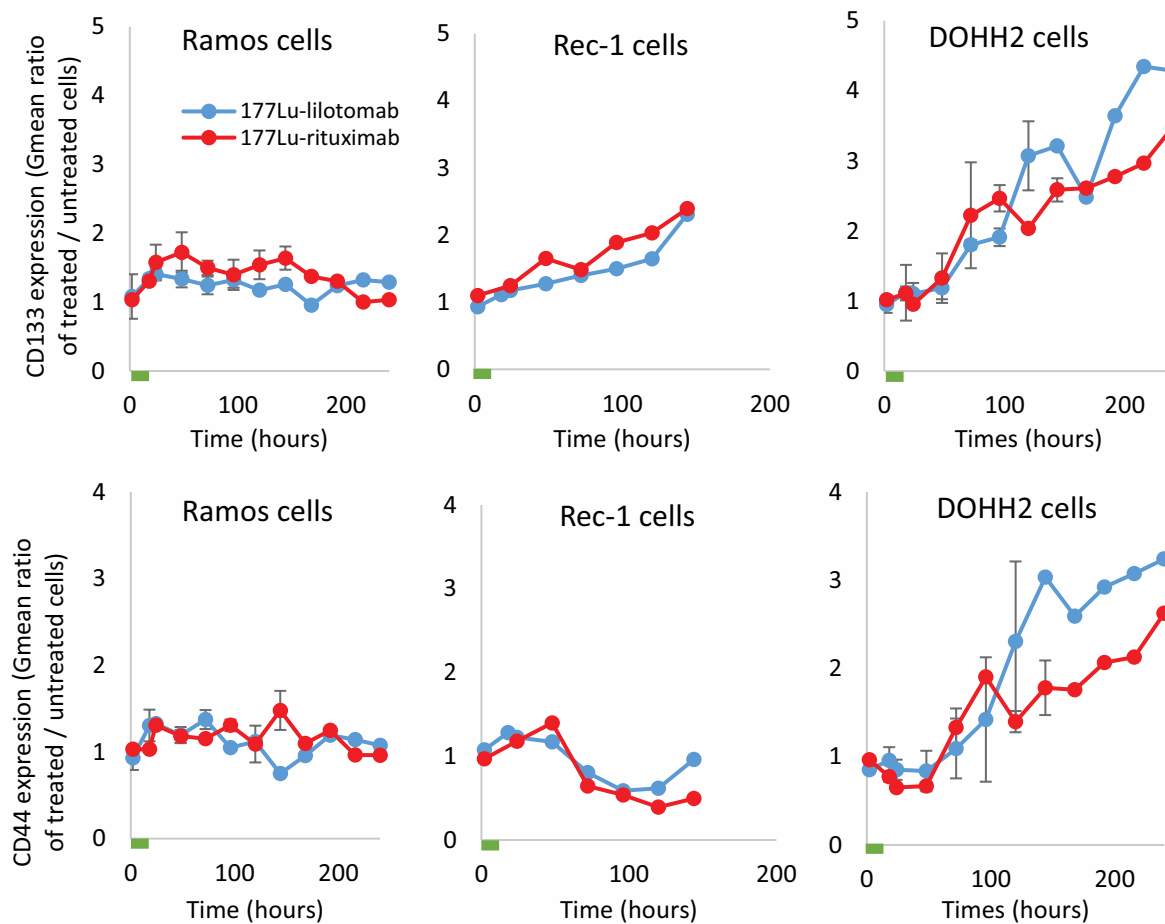 CD133 expression (Gmean ratio
of treated / untreated cells)
Ramos cells
177Lu-lilotomab
177Lu-rituximab
5
4
3
2
1
0
0 100 200
Time (hours)
Rec-1 cells
5
4
3
2
1
0
0 100 200
Time (hours)
DOHH2 cells
5
4
3
2
1
0
0 100 200
Times (hours)
CD44 expression (Gmean ratio
of treated / untreated cells)
Ramos cells
4
3
2
1
0
0 100 200
Time (hours)
Rec-1 cells
4
3
2
1
0
0 100 200
Time (hours)
DOHH2 cells
4
3
2
1
0
0 100 200
Times (hours)